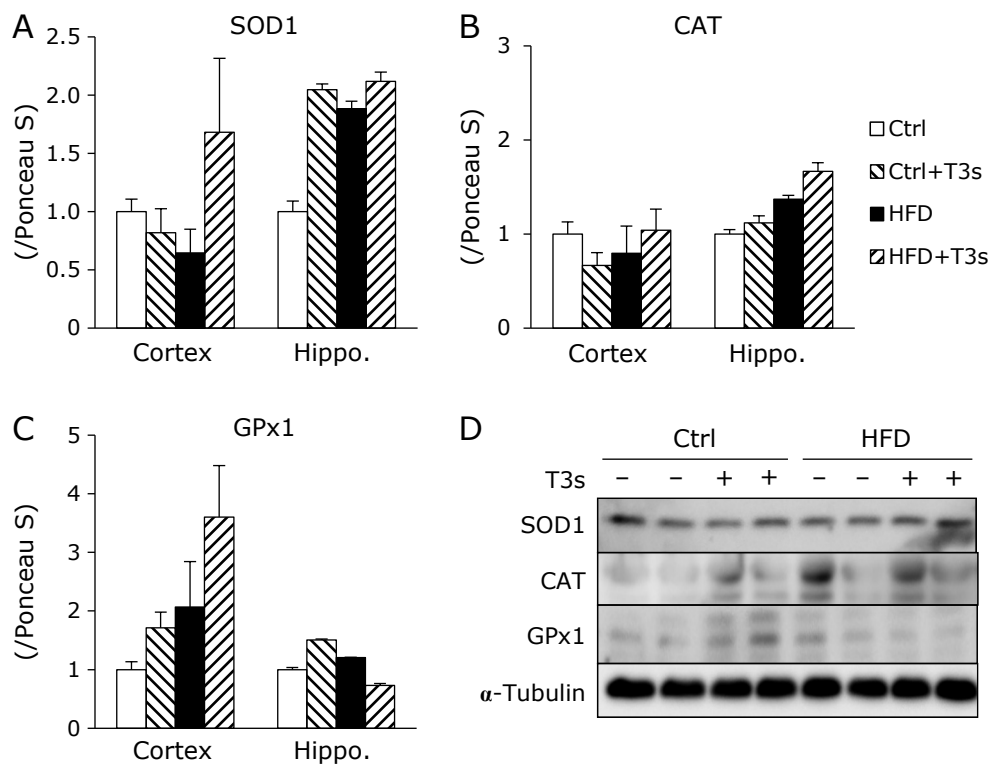 A
SOD1
(/Ponceau S)
2.5
2.0
1.5
1.0
0.5
0
Cortex
Hippo.
B
CAT
(/Ponceau S)
3
2
1
0
Cortex
Hippo.
Ctrl
Ctrl+T3s
HFD
HFD+T3s
C
GPx1
(/Ponceau S)
5
4
3
2
1
0
Cortex
Hippo.
D
Ctrl HFD
T3s – – + + – – + +
SOD1
CAT
GPx1
α-Tubulin